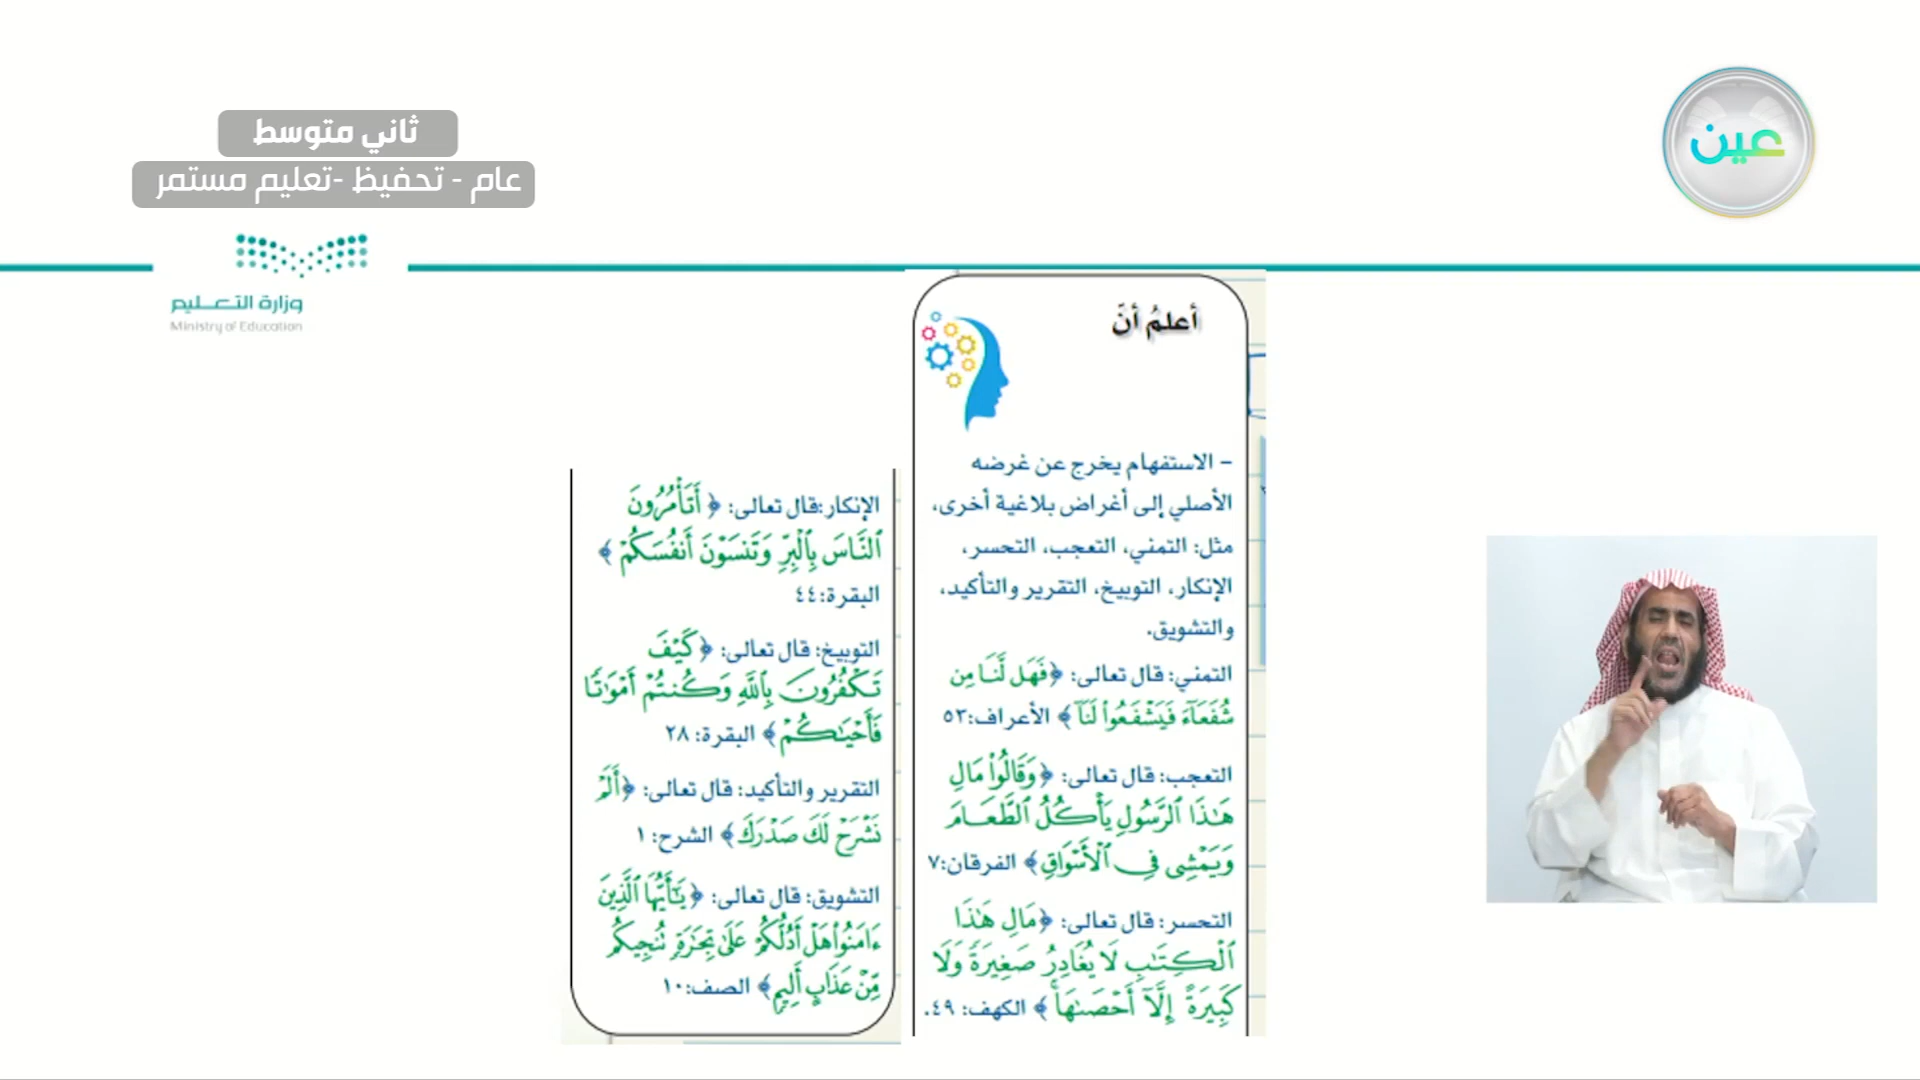 ثاني متوسط
عام - تحفيظ -تعليم مستمر
عين
وزارة التعليم
Ministry of Education
أعلمُ أنّ
– الاستفهام يخرج عن غرضه
الأصلي إلى أغراض بلاغية أخرى،
مثل: التمني، التعجب، التحسر،
الإنكار، التوبيخ، التقرير والتأكيد،
والتشويق.
التمني: قال تعالى: ﴿فَهَل لَّنَا مِن
شُفَعَآءَ فَيَشْفَعُوا۟ لَنَآ﴾ الأعراف:٥٣
التعجب: قال تعالى: ﴿وَقَالُوا۟ مَالِ
هَٰذَا ٱلرَّسُولِ يَأْكُلُ ٱلطَّعَامَ
وَيَمْشِى فِى ٱلْأَسْوَاقِ﴾ الفرقان:٧
التحسر: قال تعالى: ﴿مَالِ هَٰذَا
ٱلْكِتَٰبِ لَا يُغَادِرُ صَغِيرَةً وَلَا
كَبِيرَةً إِلَّآ أَحْصَىٰهَا﴾ الكهف: ٤٩.
الإنكار:قال تعالى: ﴿أَتَأْمُرُونَ
ٱلنَّاسَ بِٱلْبِرِّ وَتَنسَوْنَ أَنفُسَكُمْ﴾
البقرة:٤٤
التوبيخ: قال تعالى: ﴿كَيْفَ
تَكْفُرُونَ بِٱللَّهِ وَكُنتُمْ أَمْوَٰتًا
فَأَحْيَٰكُمْ﴾ البقرة: ٢٨
التقرير والتأكيد: قال تعالى: ﴿أَلَمْ
نَشْرَحْ لَكَ صَدْرَكَ﴾ الشرح: ١
التشويق: قال تعالى: ﴿يَٰٓأَيُّهَا ٱلَّذِينَ
ءَامَنُوا۟ هَلْ أَدُلُّكُمْ عَلَىٰ تِجَٰرَةٍ تُنجِيكُم
مِّنْ عَذَابٍ أَلِيمٍ﴾ الصف:١٠